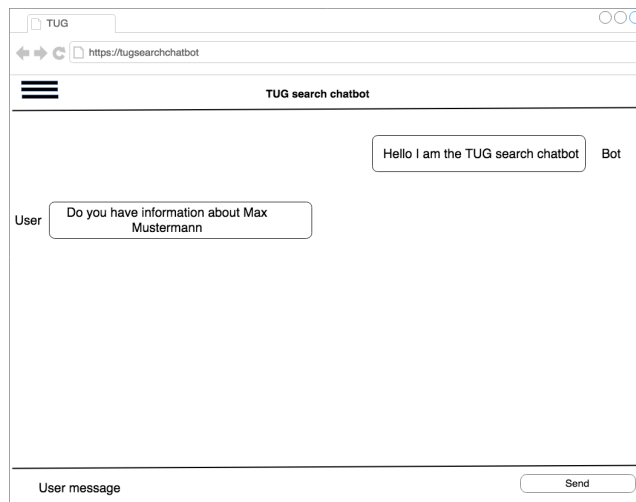 TUG
https://tugsearchchatbot
TUG search chatbot
Hello I am the TUG search chatbot
Bot
User
Do you have information about Max
Mustermann
User message
Send